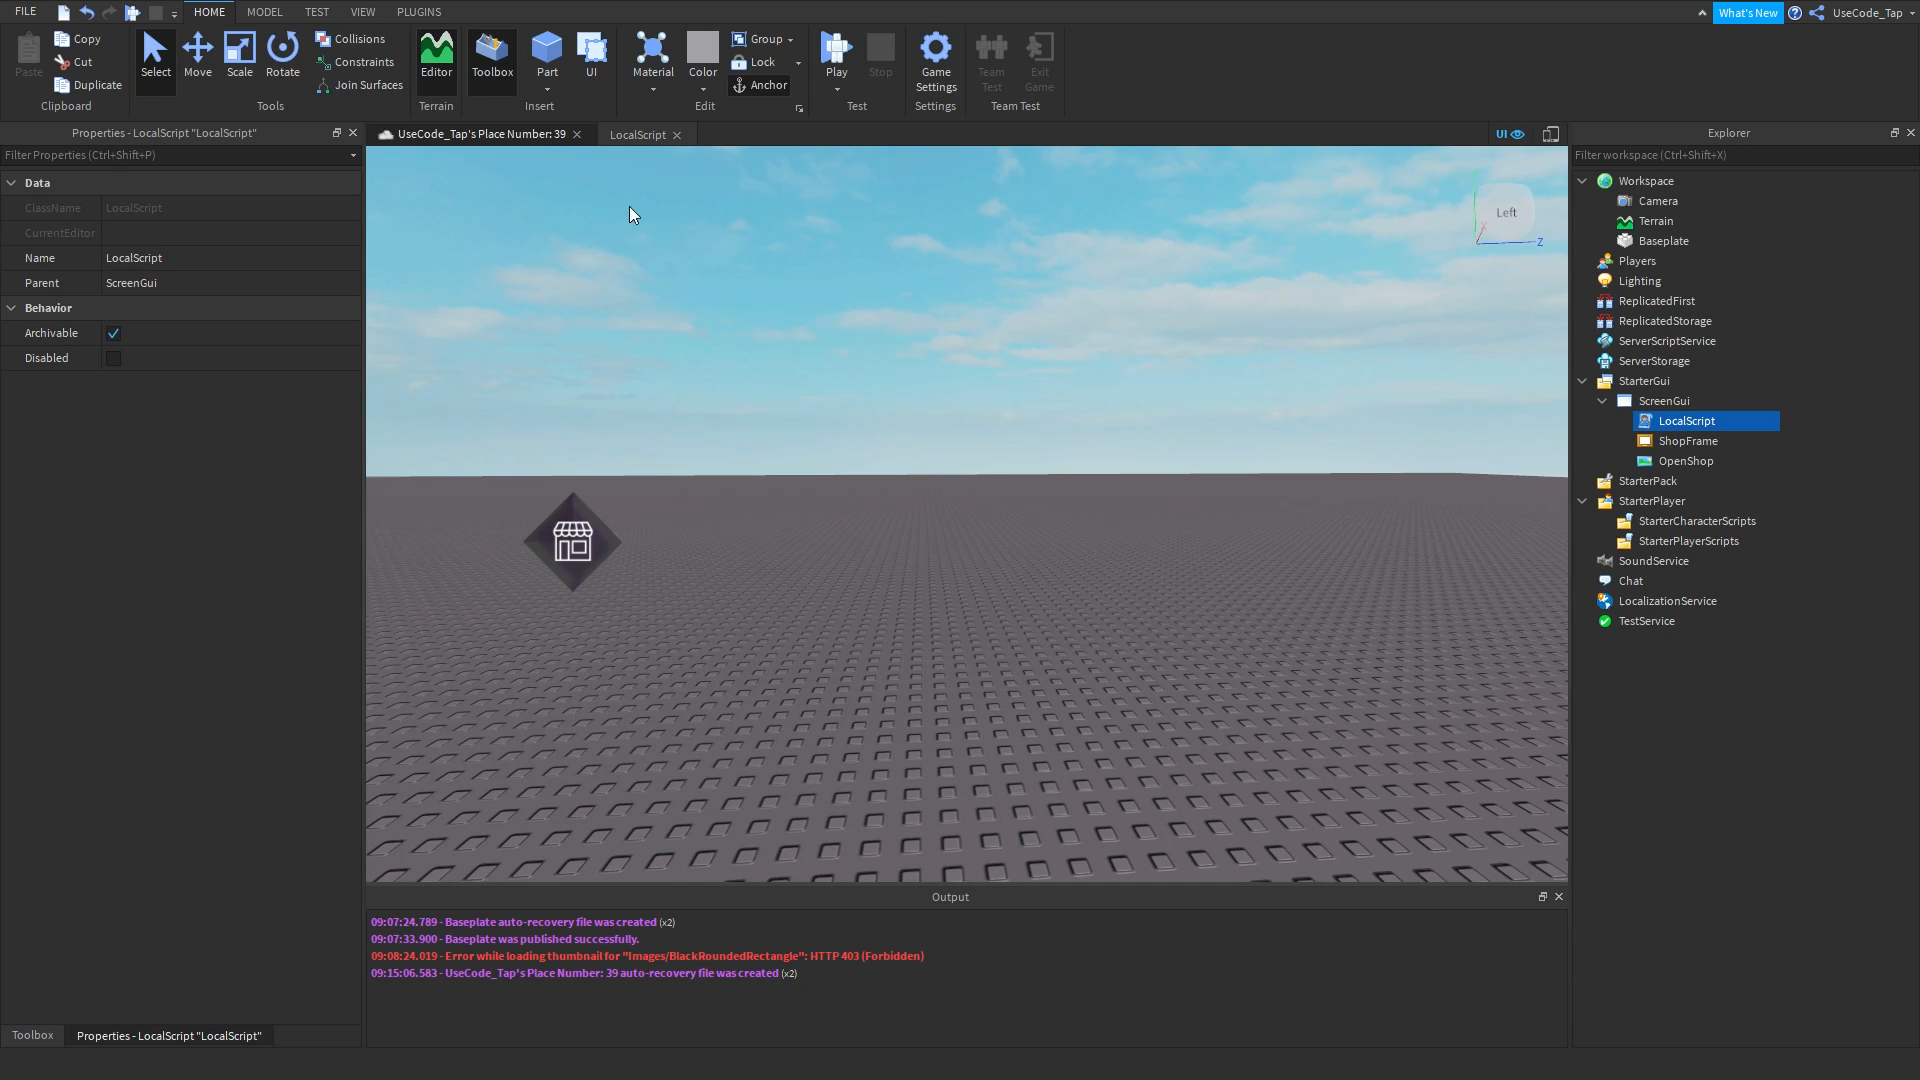 FILE
HOME
MODEL
TEST
VIEW
PLUGINS
What's New
UseCode_Tap
Paste
Copy
Cut
Duplicate
Clipboard
Select
Move
Scale
Rotate
Collisions
Constraints
Join Surfaces
Tools
Editor
Terrain
Toolbox
Part
UI
Insert
Material
Color
Group
Lock
Anchor
Edit
Play
Stop
Test
Game
Settings
Settings
Team
Test
Exit
Game
Team Test
Properties - LocalScript "LocalScript"
Filter Properties (Ctrl+Shift+P)
Data
ClassName LocalScript
CurrentEditor
Name LocalScript
Parent ScreenGui
Behavior
Archivable
Disabled
Toolbox
Properties - LocalScript "LocalScript"
UseCode_Tap's Place Number: 39
LocalScript
UI
Left
Z
Output
09:07:24.789 - Baseplate auto-recovery file was created (x2)
09:07:33.900 - Baseplate was published successfully.
09:08:24.019 - Error while loading thumbnail for "Images/BlackRoundedRectangle": HTTP 403 (Forbidden)
09:15:06.583 - UseCode_Tap's Place Number: 39 auto-recovery file was created (x2)
Explorer
Filter workspace (Ctrl+Shift+X)
Workspace
Camera
Terrain
Baseplate
Players
Lighting
ReplicatedFirst
ReplicatedStorage
ServerScriptService
ServerStorage
StarterGui
ScreenGui
LocalScript
ShopFrame
OpenShop
StarterPack
StarterPlayer
StarterCharacterScripts
StarterPlayerScripts
SoundService
Chat
LocalizationService
TestService